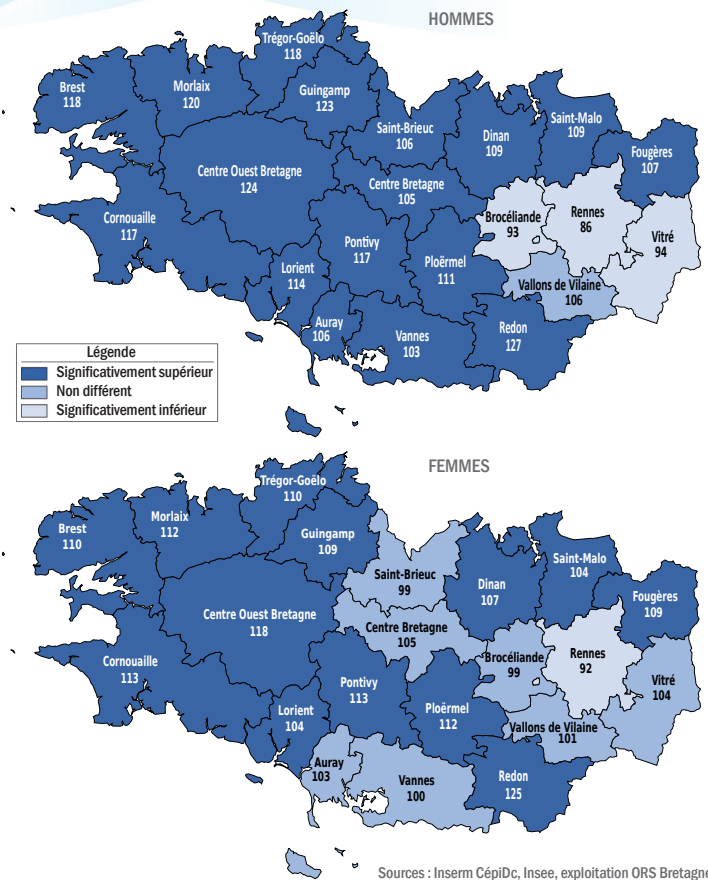 HOMMES
Trégor-Goëlo
118
Brest
118
Morlaix
120
Guingamp
123
Saint-Brieuc
106
Dinan
109
Saint-Malo
109
Fougères
107
Centre Ouest Bretagne
124
Centre Bretagne
105
Brocéliande
93
Rennes
86
Vitré
94
Cornouaille
117
Pontivy
117
Ploërmel
111
Lorient
114
Vallons de Vilaine
106
Auray
106
Vannes
103
Redon
127
Légende
Significativement supérieur
Non différent
Significativement inférieur
FEMMES
Trégor-Goëlo
110
Brest
110
Morlaix
112
Guingamp
109
Saint-Brieuc
99
Dinan
107
Saint-Malo
104
Fougères
109
Centre Ouest Bretagne
118
Centre Bretagne
105
Brocéliande
99
Rennes
92
Vitré
104
Cornouaille
113
Pontivy
113
Ploërmel
112
Lorient
104
Vallons de Vilaine
101
Auray
103
Vannes
100
Redon
125
Sources : Inserm CépiDc, Insee, exploitation ORS Bretagne